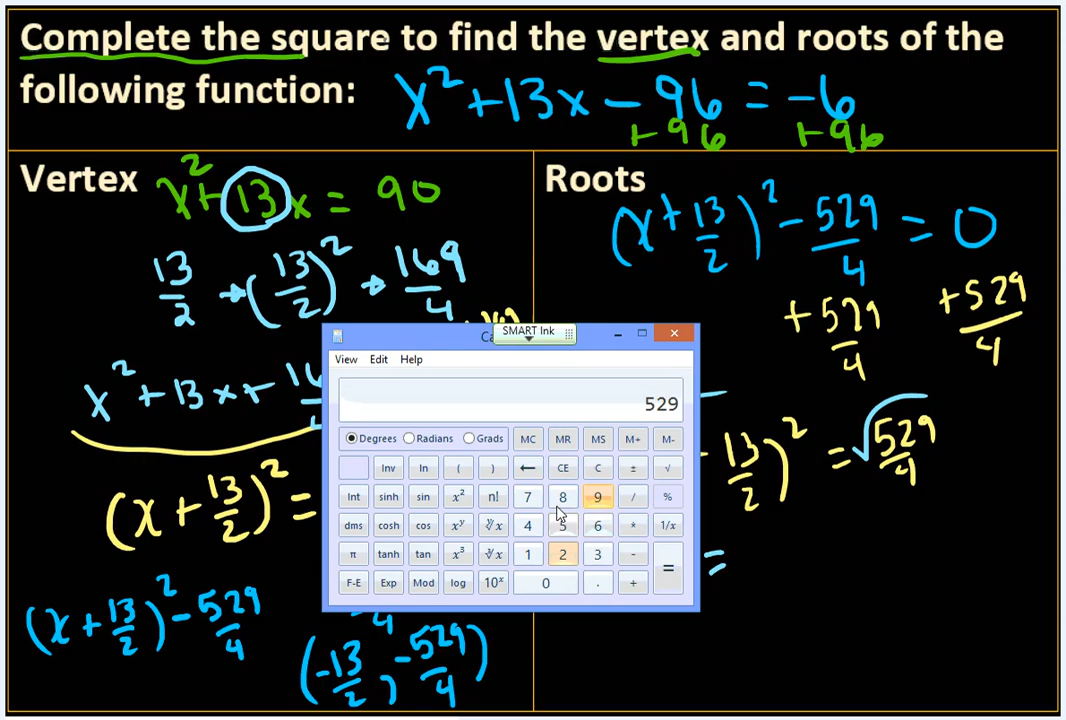 Complete the square to find the vertex and roots of the
following function: x² + 13x - 96 = -6
+96 +96
Vertex
x² + 13x = 90
13/2 → (13/2)² → 169/4
x² + 13x + 16
(x + 13/2)² =
(x + 13/2)² - 529/4
(-13/2, -529/4)
Roots
(x + 13/2)² - 529/4 = 0
+529/4 +529/4
13/2)² = √529/4
=
SMART Ink
View Edit Help
529
Degrees Radians Grads MC MR MS M+ M-
Inv ln ( ) ← CE C ± √
Int sinh sin x² n! 7 8 9 / %
dms cosh cos xʸ ʸ√x 4 5 6 * 1/x
π tanh tan x³ ³√x 1 2 3 - =
F-E Exp Mod log 10ˣ 0 . +